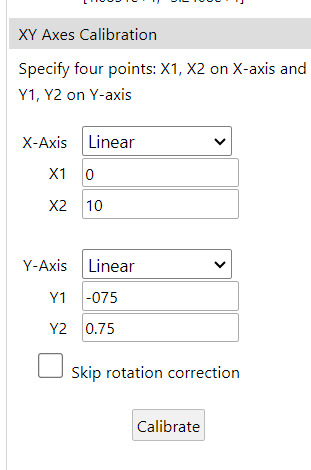 XY Axes Calibration
Specify four points: X1, X2 on X-axis and
Y1, Y2 on Y-axis
X-Axis Linear
X1 0
X2 10
Y-Axis Linear
Y1 -075
Y2 0.75
Skip rotation correction
Calibrate